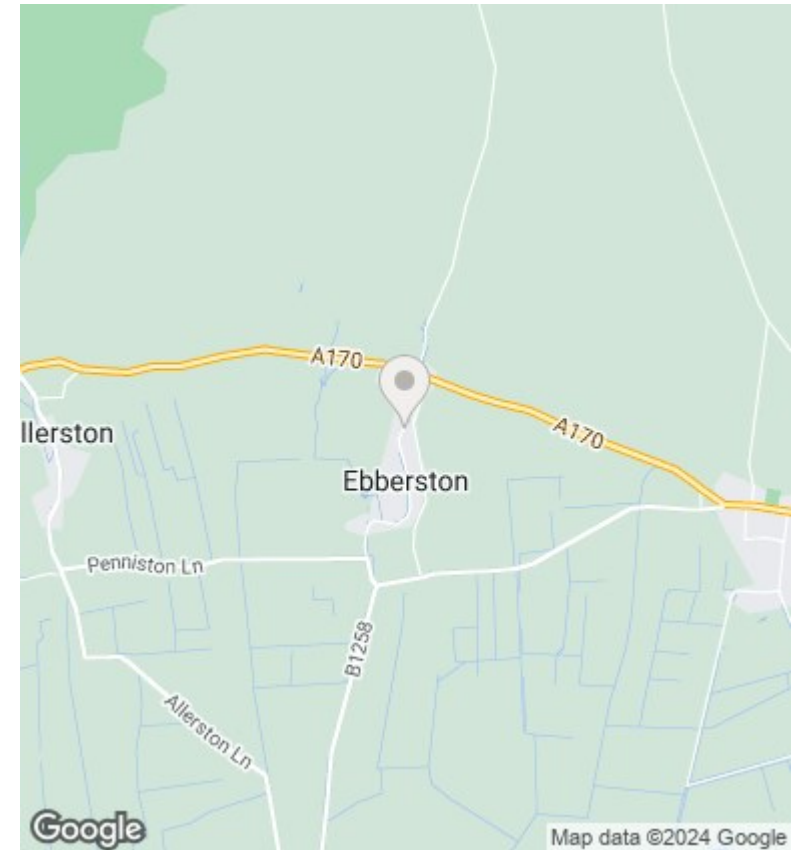 A170
A170
llerston
Ebberston
Penniston Ln
B1258
Allerston Ln
Google
Map data ©2024 Google